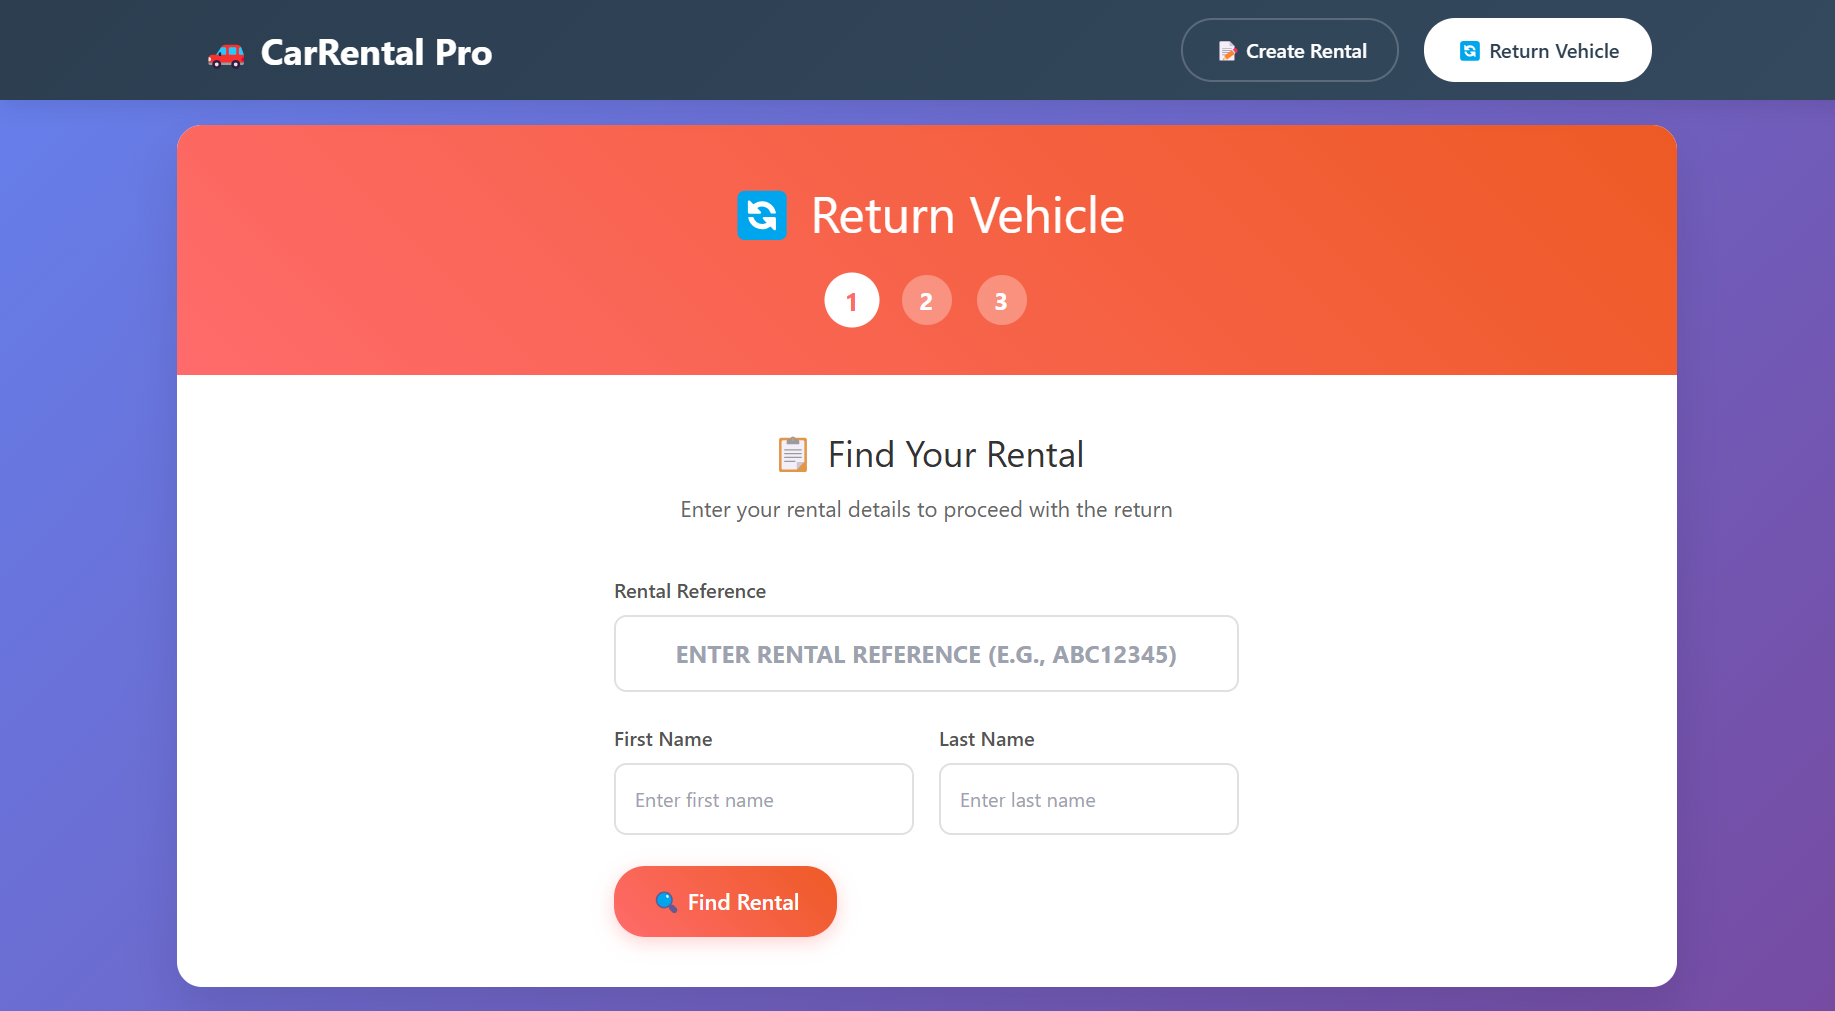 CarRental Pro
Create Rental
Return Vehicle
Return Vehicle
1 2 3
Find Your Rental
Enter your rental details to proceed with the return
Rental Reference
ENTER RENTAL REFERENCE (E.G., ABC12345)
First Name
Last Name
Enter first name
Enter last name
Find Rental